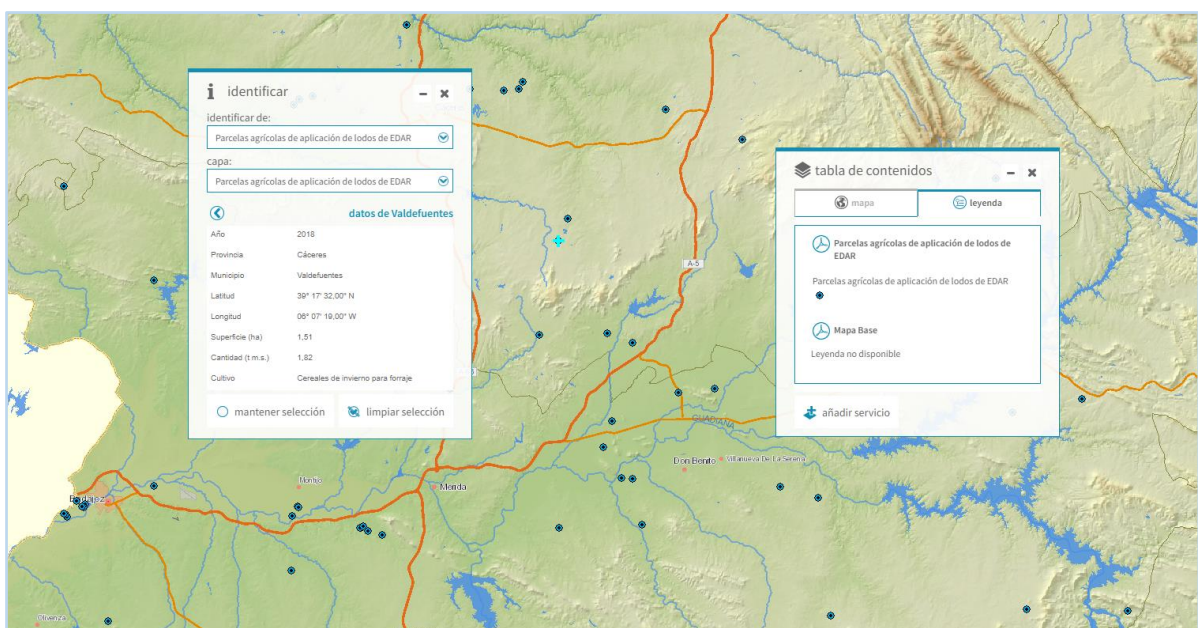 identificar
identificar de:
Parcelas agrícolas de aplicación de lodos de EDAR
capa:
Parcelas agrícolas de aplicación de lodos de EDAR
datos de Valdefuentes
Año 2018
Provincia Cáceres
Municipio Valdefuentes
Latitud 39° 17' 32,00" N
Longitud 06° 07' 19,00" W
Superficie (ha) 1,51
Cantidad (t m.s.) 1,82
Cultivo Cereales de invierno para forraje
mantener selección limpiar selección
tabla de contenidos
mapa leyenda
Parcelas agrícolas de aplicación de lodos de
EDAR
Parcelas agrícolas de aplicación de lodos de EDAR
Mapa Base
Leyenda no disponible
añadir servicio
A-5
GUADIANA
Don Benito
Villanueva De La Serena
Montijo
Merida
Badajoz
Olivenza